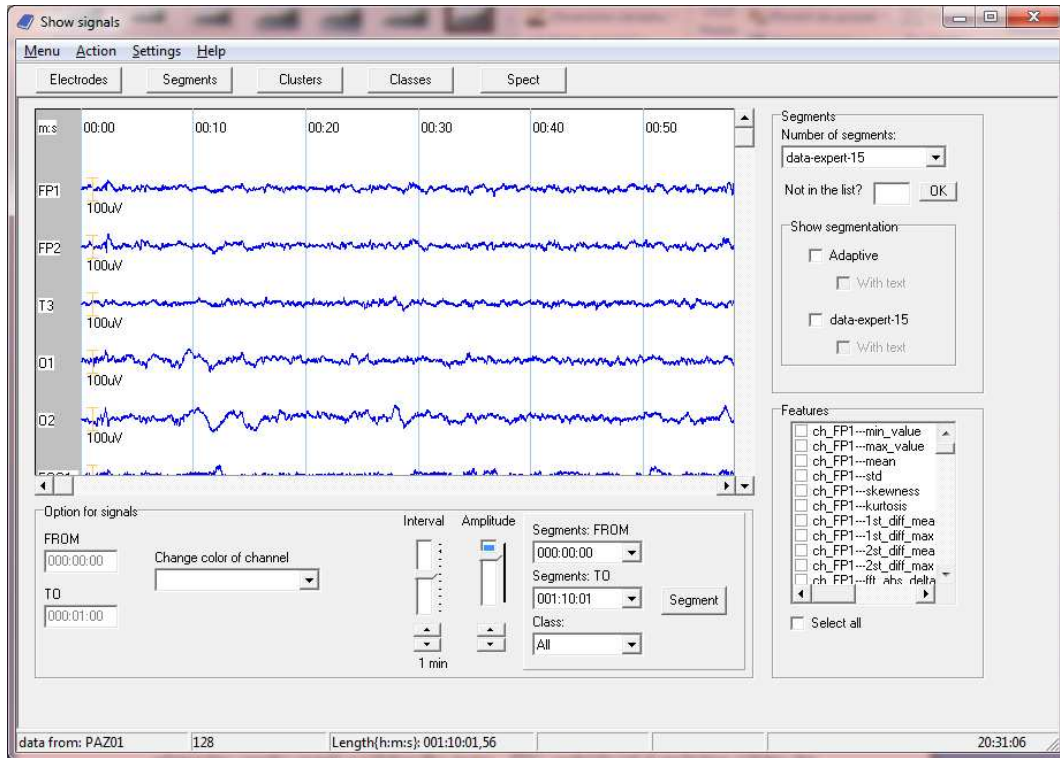 Show signals
Menu Action Settings Help
Electrodes Segments Clusters Classes Spect
m:s 00:00 00:10 00:20 00:30 00:40 00:50
FP1
100uV
FP2
100uV
T3
100uV
O1
100uV
O2
100uV
Segments
Number of segments:
data-expert-15
Not in the list? OK
Show segmentation
Adaptive
With text
data-expert-15
With text
Features
ch_FP1---min_value
ch_FP1---max_value
ch_FP1---mean
ch_FP1---std
ch_FP1---skewness
ch_FP1---kurtosis
ch_FP1---1st_diff_mea
ch_FP1---1st_diff_max
ch_FP1---2st_diff_mea
ch_FP1---2st_diff_max
ch_FP1---fft_abs_delta
Select all
Option for signals
FROM
000:00:00
TO
000:01:00
Change color of channel
Interval Amplitude
1 min
Segments: FROM
000:00:00
Segments: TO
001:10:01
Segment
Class:
All
data from: PAZ01 128 Length(h:m:s): 001:10:01,56 20:31:06